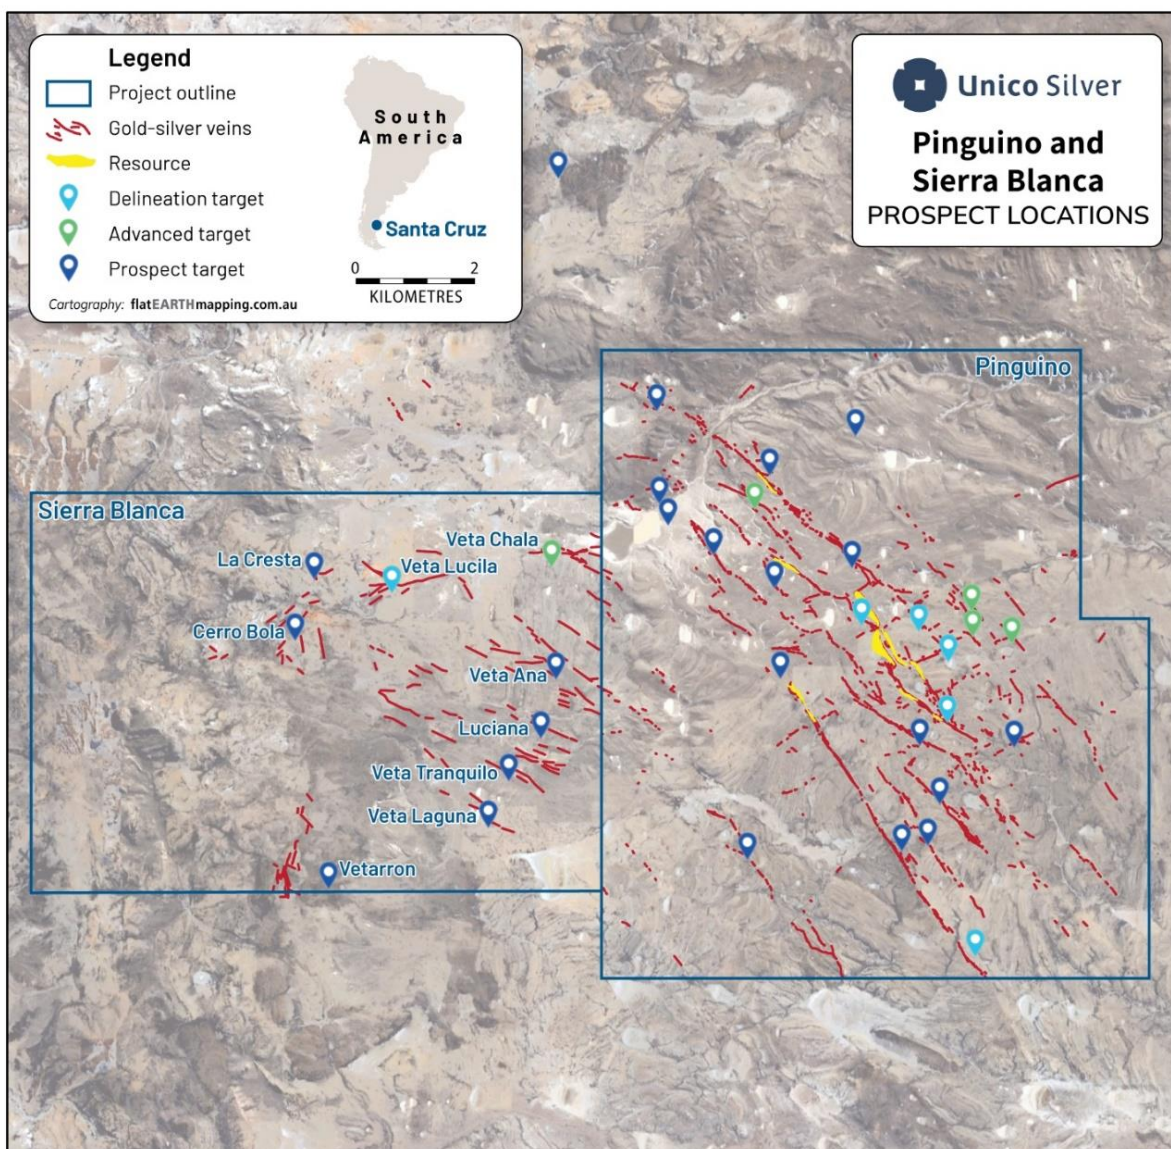 Legend
Project outline
Gold-silver veins
Resource
Delineation target
Advanced target
Prospect target
Cartography: flatEARTHmapping.com.au
South
America
Santa Cruz
0 2
KILOMETRES
Unico Silver
Pinguino and
Sierra Blanca
PROSPECT LOCATIONS
Pinguino
Sierra Blanca
Veta Chala
La Cresta
Veta Lucila
Cerro Bola
Veta Ana
Luciana
Veta Tranquilo
Veta Laguna
Vetarron